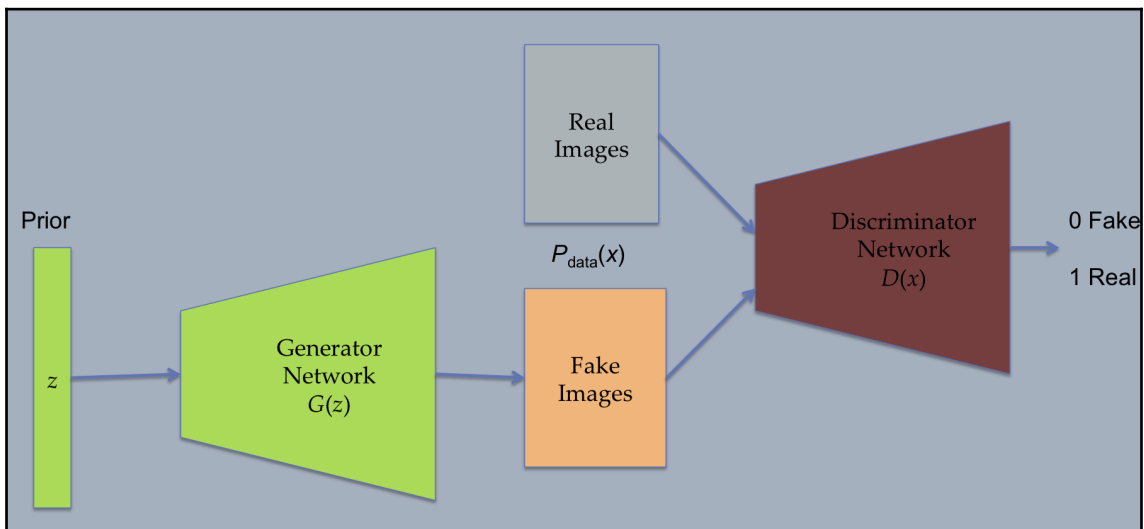 Prior
z
Generator
Network
G(z)
Real
Images
P_data(x)
Fake
Images
Discriminator
Network
D(x)
0 Fake
1 Real